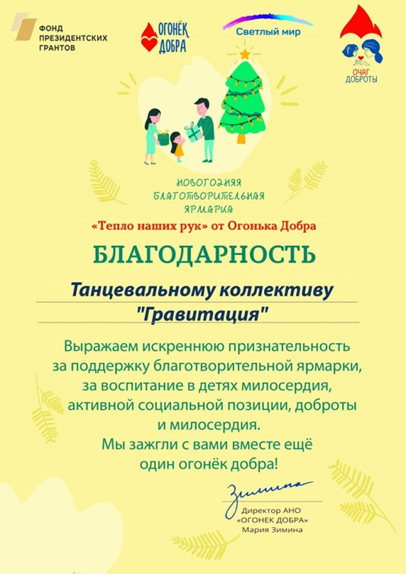 ФОНД
ПРЕЗИДЕНТСКИХ
ГРАНТОВ
ОГОНЁК
ДОБРА
Светлый мир
ОЧАГ
ДОБРОТЫ
НОВОГОДНЯЯ
БЛАГОТВОРИТЕЛЬНАЯ
ЯРМАРКА
«Тепло наших рук» от Огонька Добра
БЛАГОДАРНОСТЬ
Танцевальному коллективу
"Гравитация"
Выражаем искреннюю признательность
за поддержку благотворительной ярмарки,
за воспитание в детях милосердия,
активной социальной позиции, доброты
и милосердия.
Мы зажгли с вами вместе ещё
один огонёк добра!
Зимина
Директор АНО
«ОГОНЕК ДОБРА»
Мария Зимина